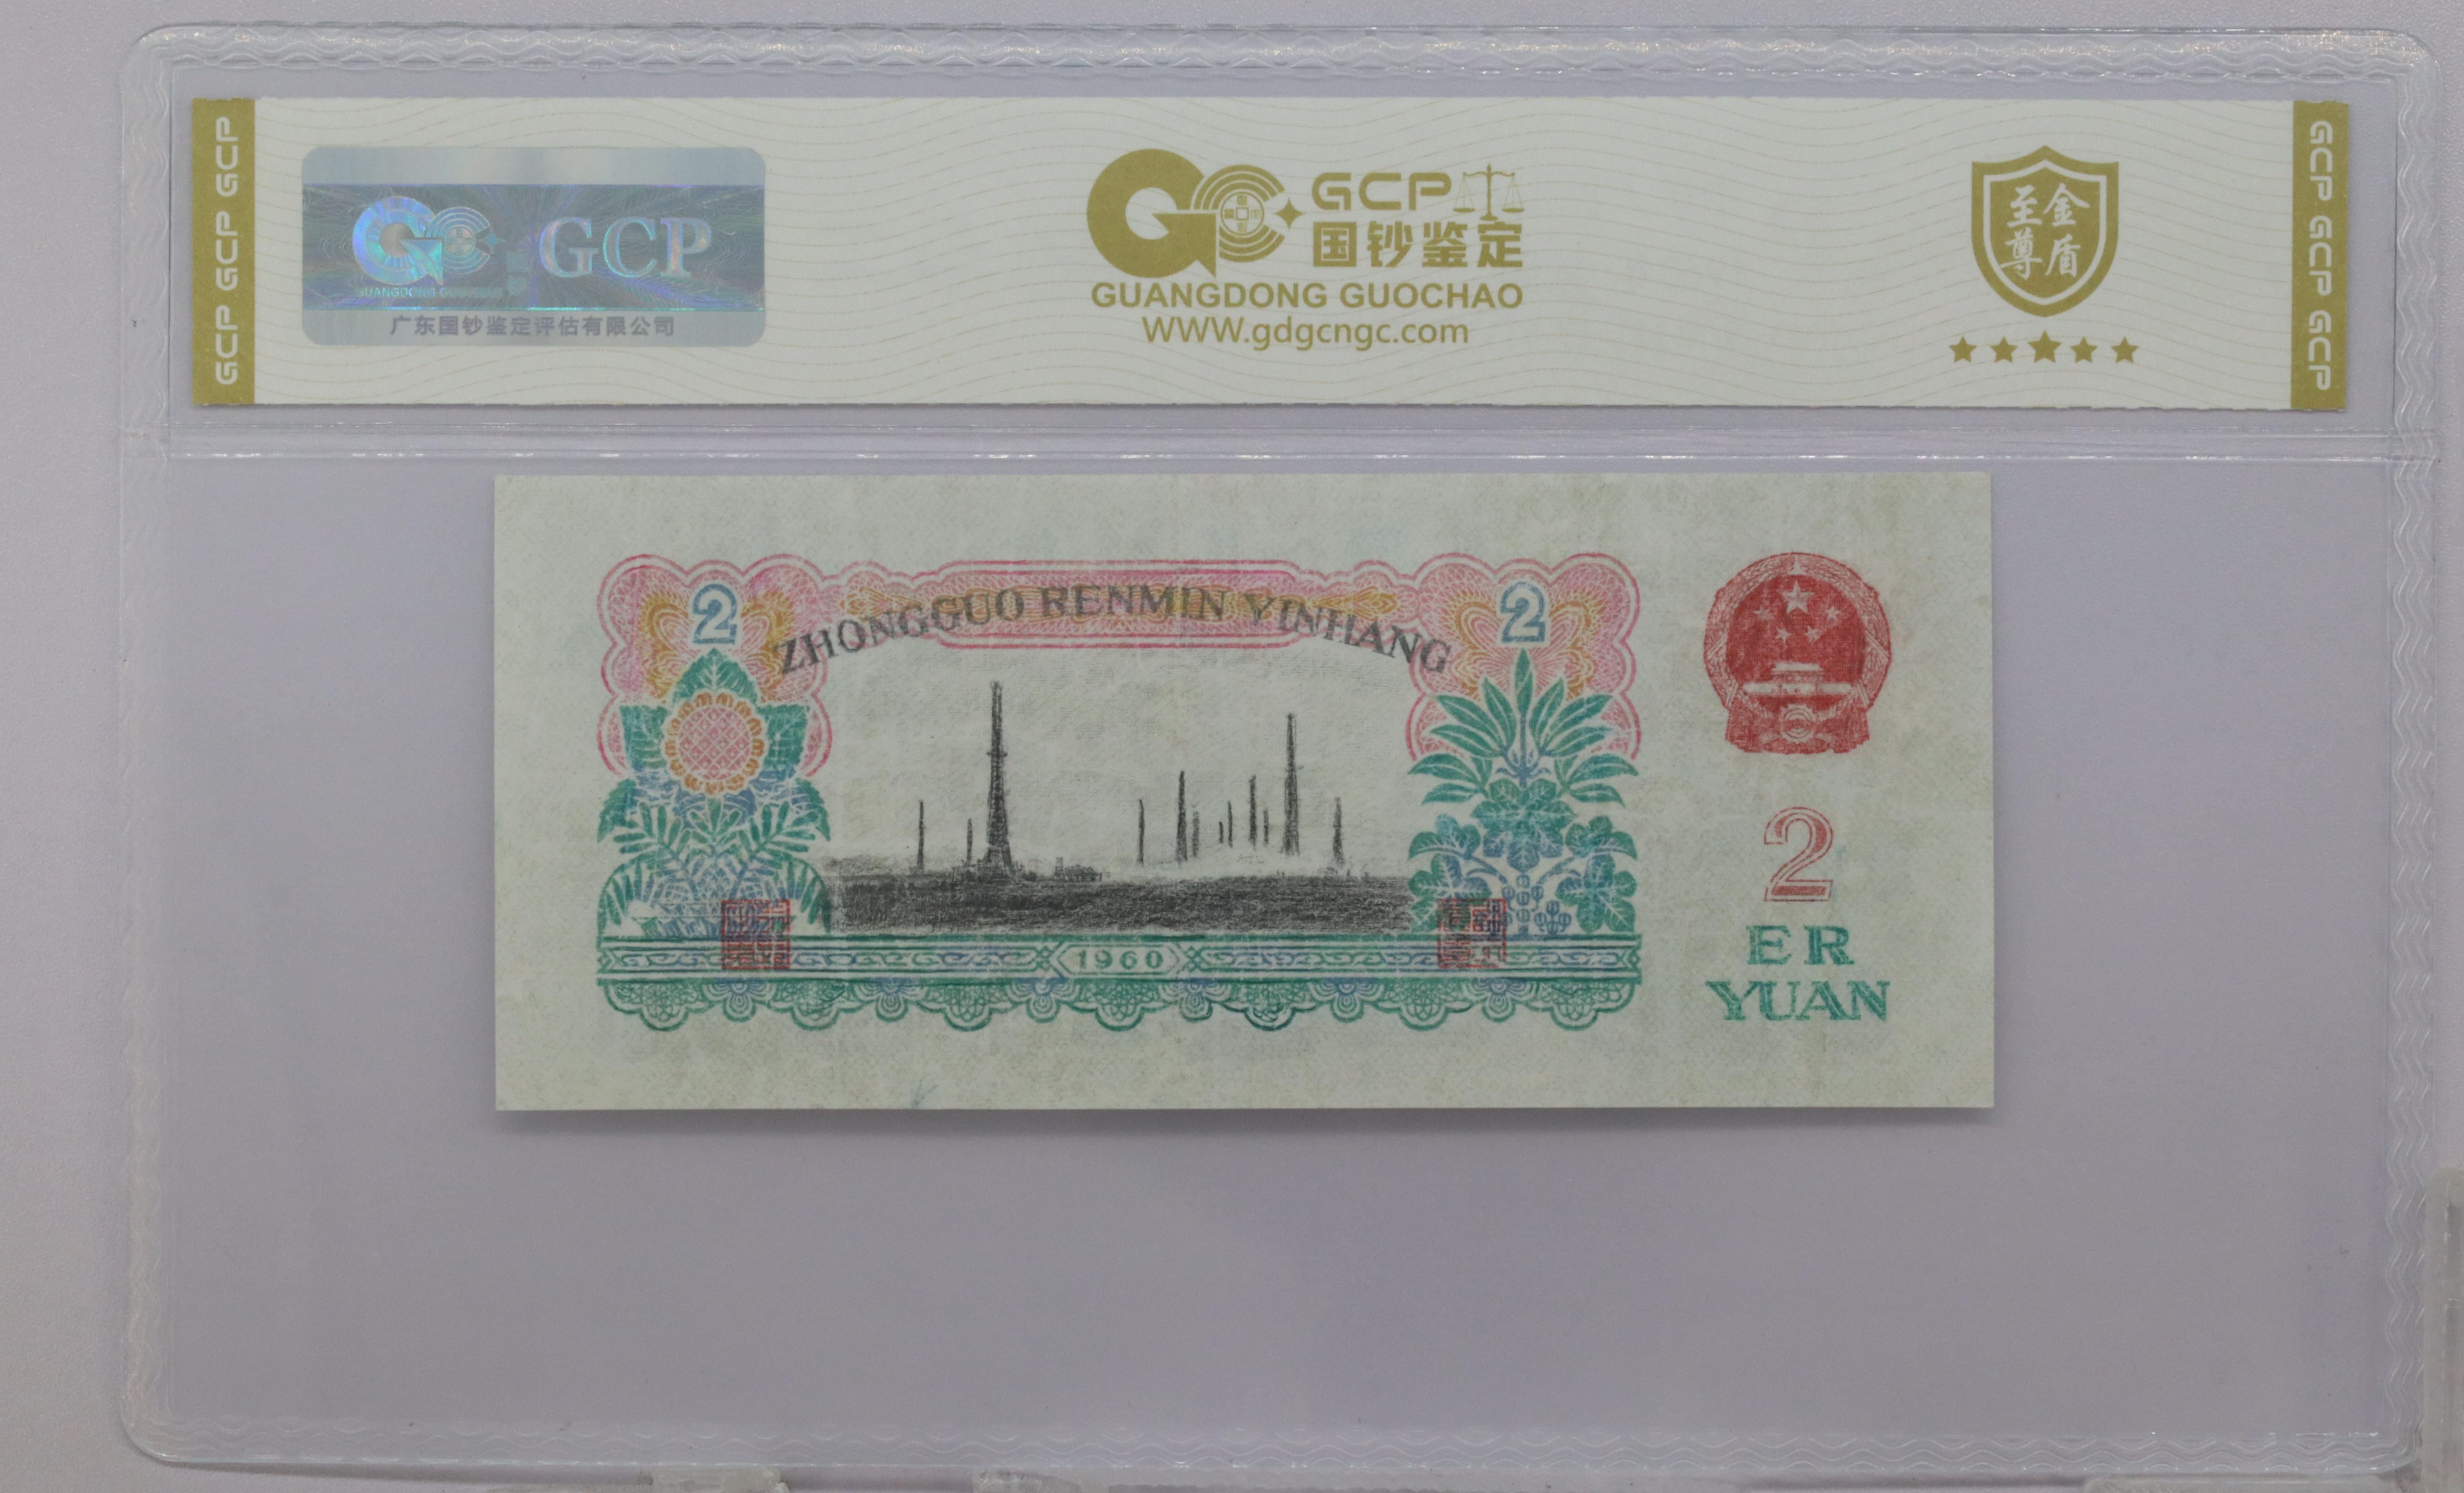 GCP GCP GCP
GCP
GUANGDONG GUOCHAO
广东国钞鉴定评估有限公司
GCP
国钞鉴定
GUANGDONG GUOCHAO
WWW.gdgcngc.com
至金
尊盾
GCP GCP GCP
2
ZHONGGUO RENMIN YINHANG
2
1960
2
ER
YUAN